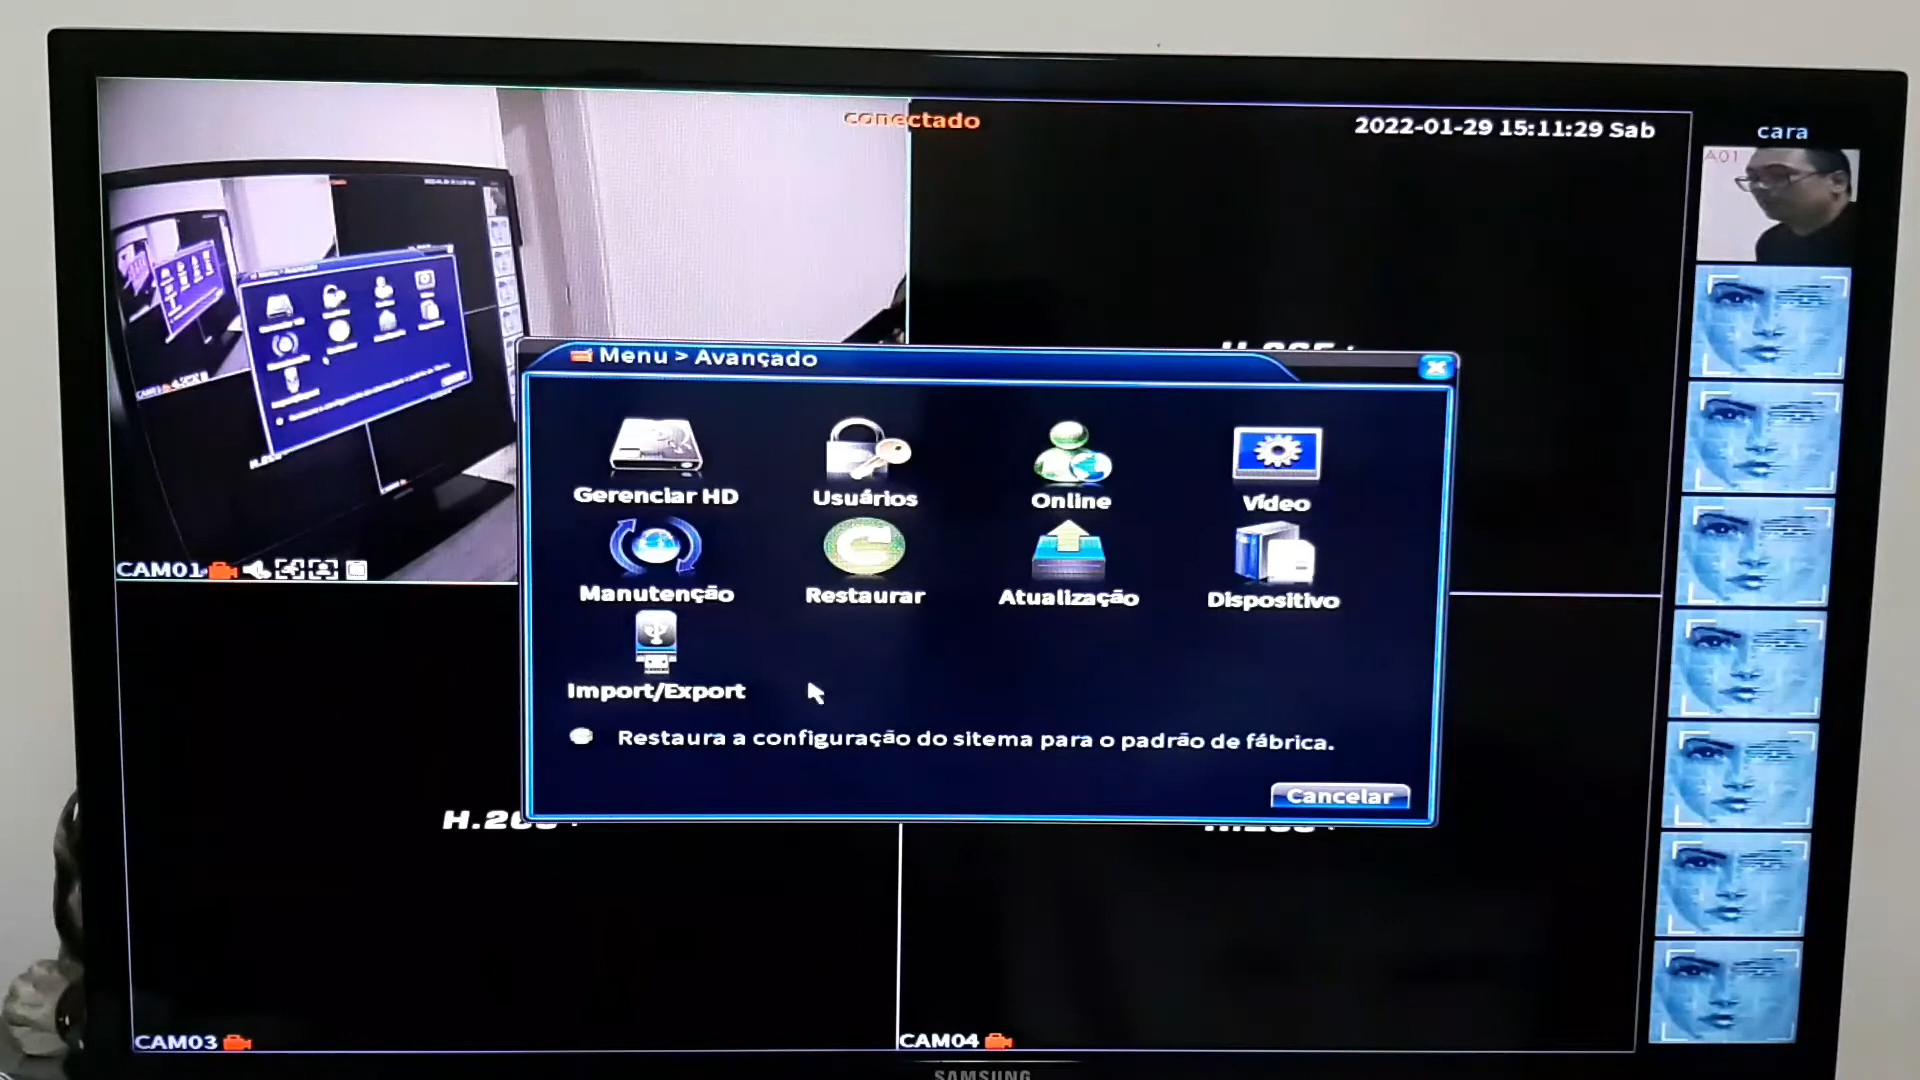 conectado
2022-01-29 15:11:29 Sab
cara
A01
Menu > Avançado
Gerenciar HD
Usuários
Online
Vídeo
Manutenção
Restaurar
Atualização
Dispositivo
Import/Export
Restaura a configuração do sitema para o padrão de fábrica.
Cancelar
CAM01
CAM03
CAM04
SAMSUNG